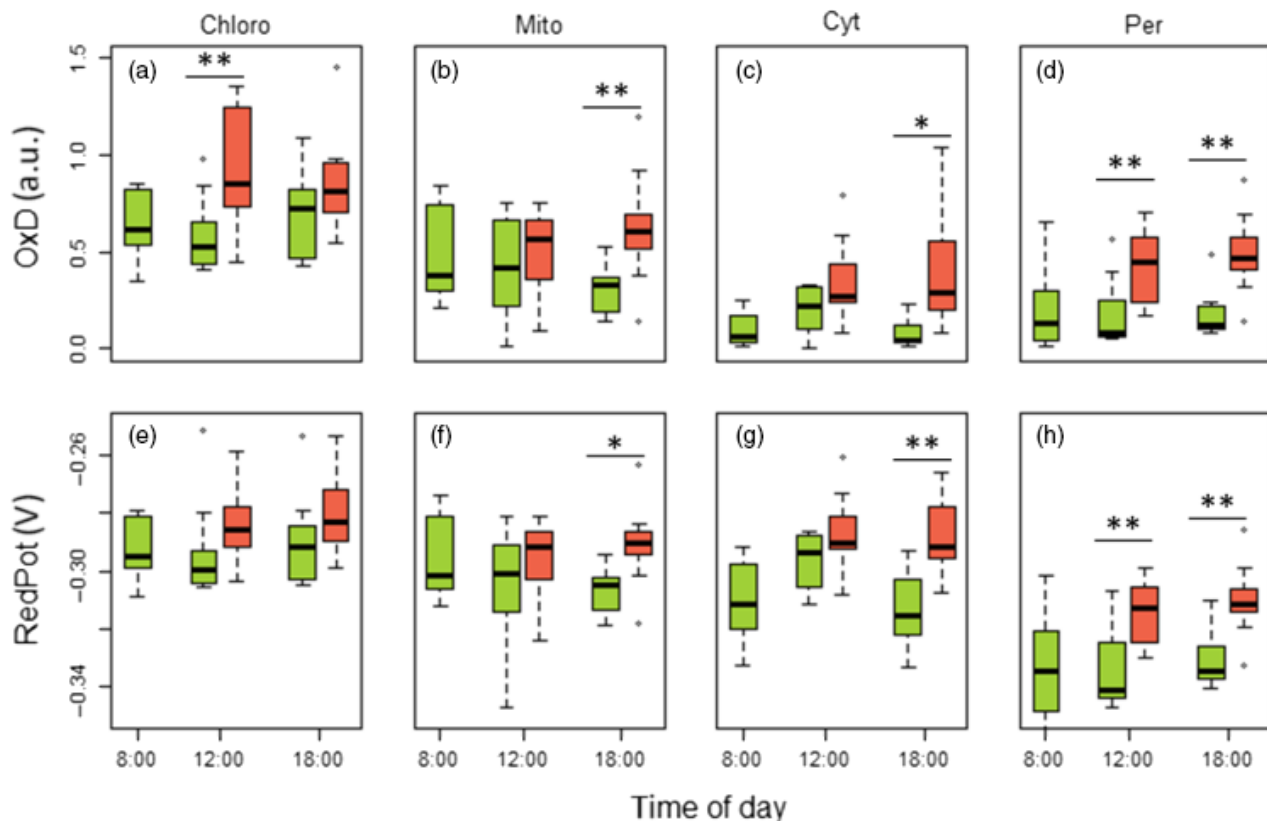 Chloro Mito Cyt Per
OxD (a.u.)
1.5
1.0
0.5
0.0
(a) **
(b) **
(c) *
(d) ** **
RedPot (V)
−0.26
−0.30
−0.34
(e)
(f) *
(g) **
(h) ** **
8:00 12:00 18:00 8:00 12:00 18:00 8:00 12:00 18:00 8:00 12:00 18:00
Time of day